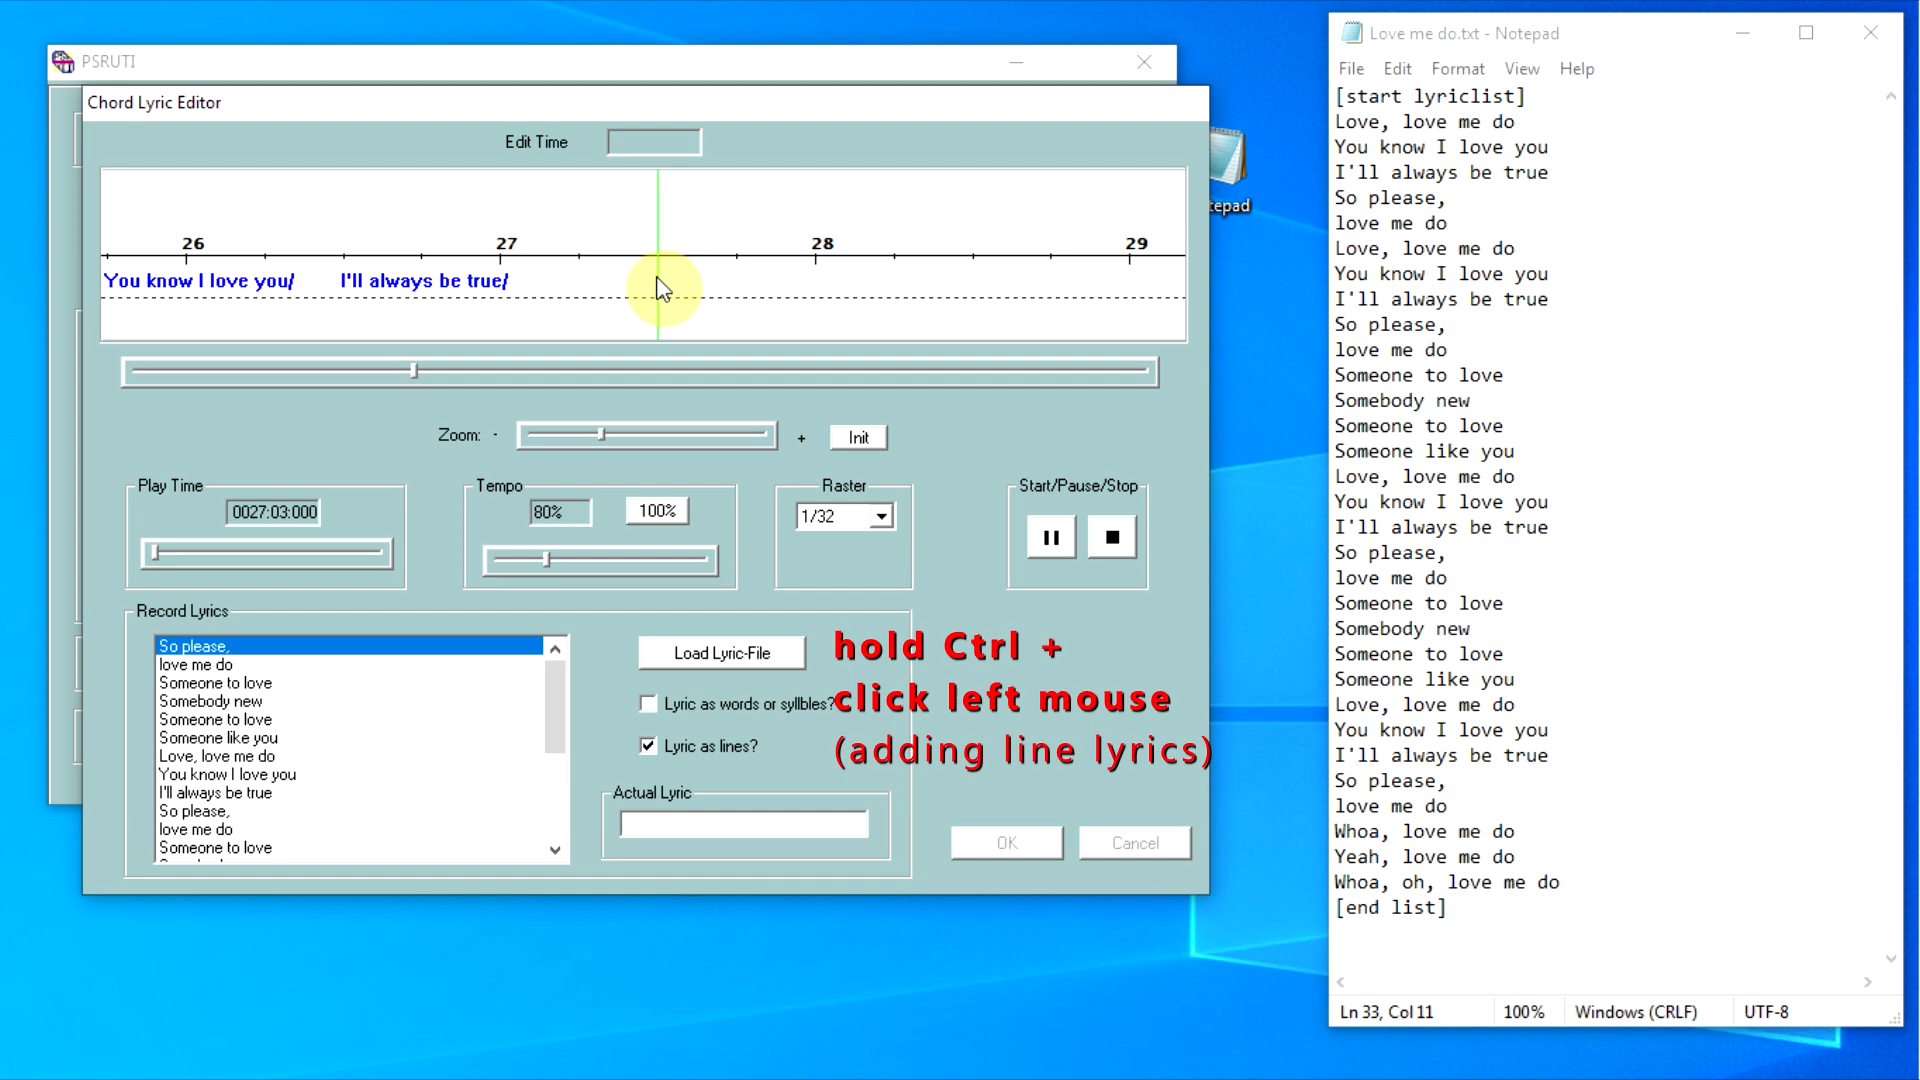 PSRUTI
Chord Lyric Editor
Edit Time
26 27 28 29
You know I love you/ I'll always be true/
Zoom: - + Init
Play Time
0027:03:000
Tempo
80% 100%
Raster
1/32
Start/Pause/Stop
Record Lyrics
So please,
love me do
Someone to love
Somebody new
Someone to love
Someone like you
Love, love me do
You know I love you
I'll always be true
So please,
love me do
Someone to love
Load Lyric-File
Lyric as words or syllbles?
Lyric as lines?
Actual Lyric
OK Cancel
hold Ctrl +
click left mouse
(adding line lyrics)
tepad
Love me do.txt - Notepad
File Edit Format View Help
[start lyriclist]
Love, love me do
You know I love you
I'll always be true
So please,
love me do
Love, love me do
You know I love you
I'll always be true
So please,
love me do
Someone to love
Somebody new
Someone to love
Someone like you
Love, love me do
You know I love you
I'll always be true
So please,
love me do
Someone to love
Somebody new
Someone to love
Someone like you
Love, love me do
You know I love you
I'll always be true
So please,
love me do
Whoa, love me do
Yeah, love me do
Whoa, oh, love me do
[end list]
Ln 33, Col 11 100% Windows (CRLF) UTF-8